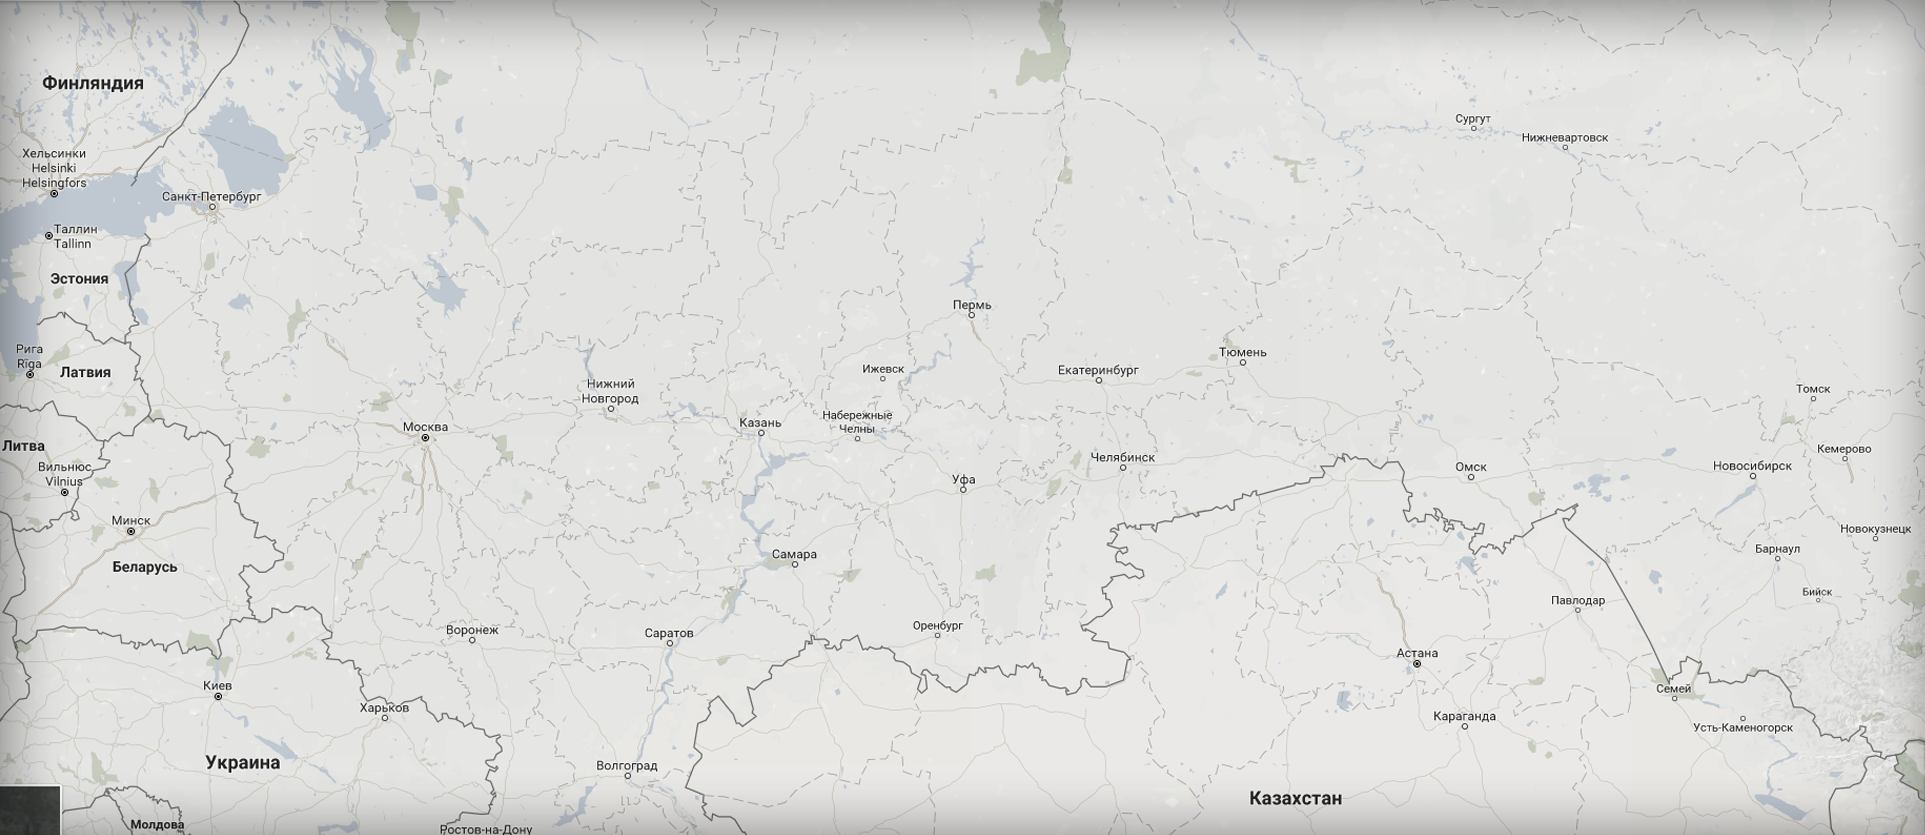 Финляндия
Сургут
Нижневартовск
Хельсинки
Helsinki
Helsingfors
Санкт-Петербург
Таллин
Tallinn
Эстония
Пермь
Рига
Rīga
Латвия
Тюмень
Ижевск
Екатеринбург
Нижний
Новгород
Томск
Набережные
Челны
Казань
Москва
Литва
Кемерово
Челябинск
Вильнюс
Vilnius
Омск
Новосибирск
Уфа
Минск
Новокузнецк
Самара
Барнаул
Беларусь
Бийск
Павлодар
Оренбург
Воронеж
Саратов
Астана
Киев
Семей
Харьков
Караганда
Усть-Каменогорск
Украина
Волгоград
Казахстан
Молдова
Ростов-на-Дону